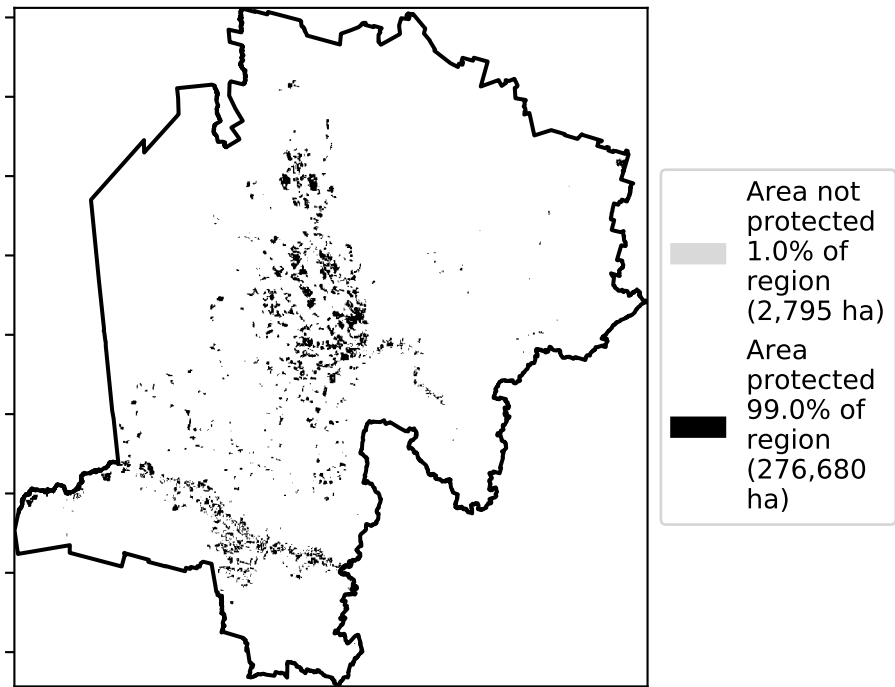 Area not
protected
1.0% of
region
(2,795 ha)
Area
protected
99.0% of
region
(276,680
ha)